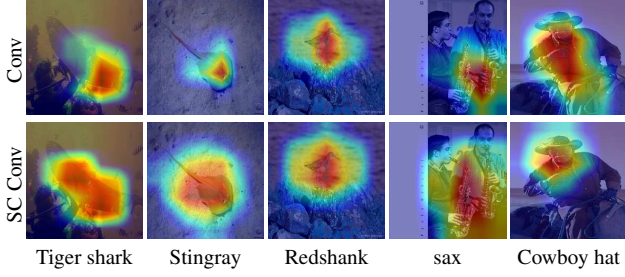 Conv
SC Conv
Tiger shark
Stingray
Redshank
sax
Cowboy hat